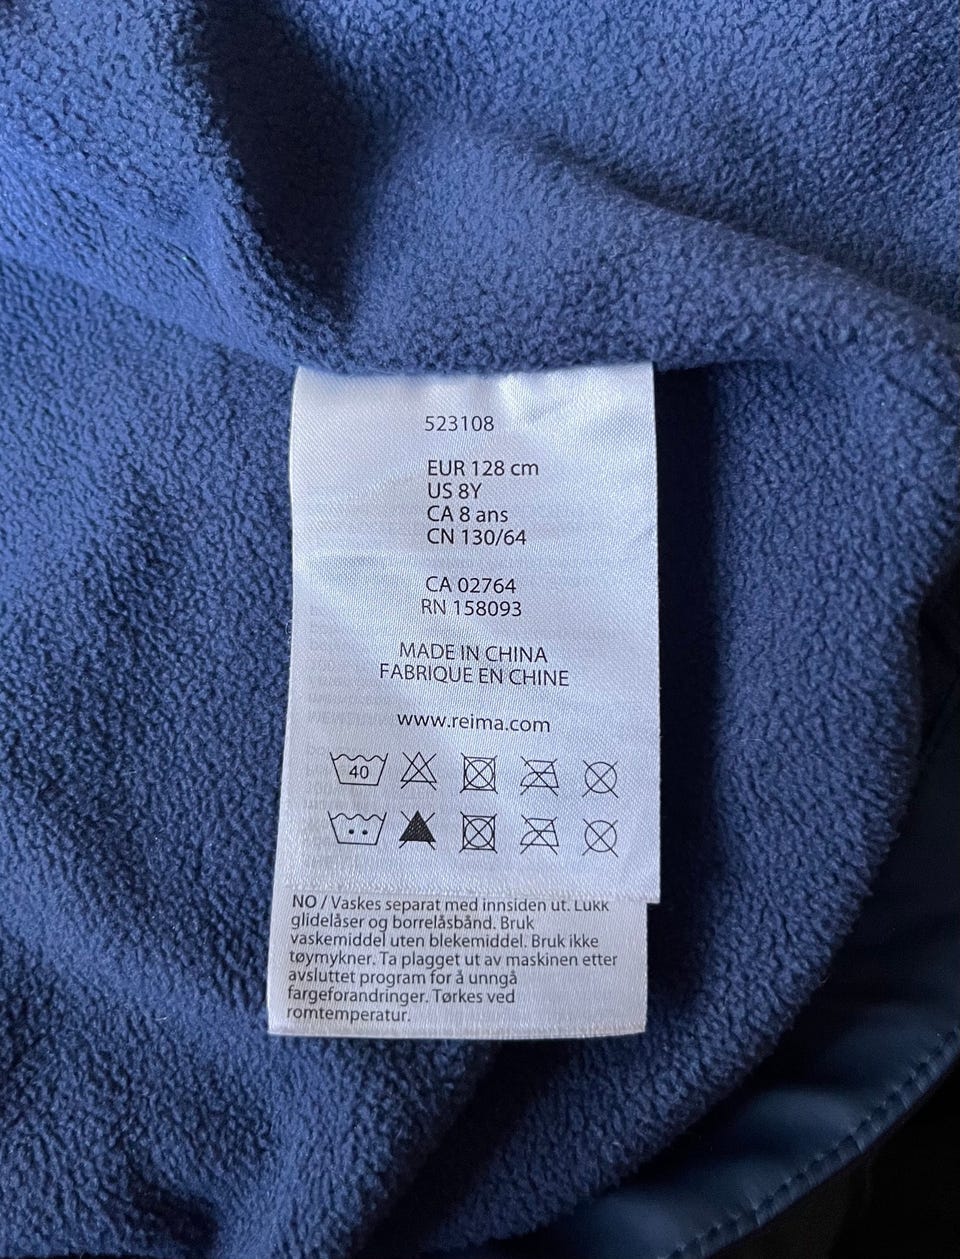 523108
EUR 128 cm
US 8Y
CA 8 ans
CN 130/64
CA 02764
RN 158093
MADE IN CHINA
FABRIQUE EN CHINE
www.reima.com
40
NO / Vaskes separat med innsiden ut. Lukk
glidelåser og borrelåsbånd. Bruk
vaskemiddel uten blekemiddel. Bruk ikke
tøymykner. Ta plagget ut av maskinen etter
avsluttet program for å unngå
fargeforandringer. Tørkes ved
romtemperatur.